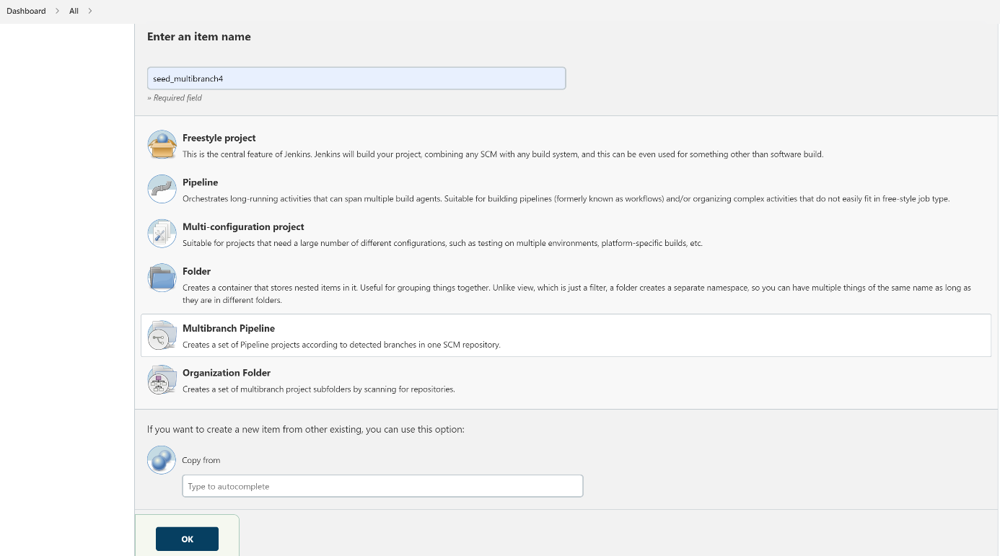 Dashboard > All >
Enter an item name
seed_multibranch4
» Required field
Freestyle project
This is the central feature of Jenkins. Jenkins will build your project, combining any SCM with any build system, and this can be even used for something other than software build.
Pipeline
Orchestrates long-running activities that can span multiple build agents. Suitable for building pipelines (formerly known as workflows) and/or organizing complex activities that do not easily fit in free-style job type.
Multi-configuration project
Suitable for projects that need a large number of different configurations, such as testing on multiple environments, platform-specific builds, etc.
Folder
Creates a container that stores nested items in it. Useful for grouping things together. Unlike view, which is just a filter, a folder creates a separate namespace, so you can have multiple things of the same name as long as
they are in different folders.
Multibranch Pipeline
Creates a set of Pipeline projects according to detected branches in one SCM repository.
Organization Folder
Creates a set of multibranch project subfolders by scanning for repositories.
If you want to create a new item from other existing, you can use this option:
Copy from
Type to autocomplete
OK